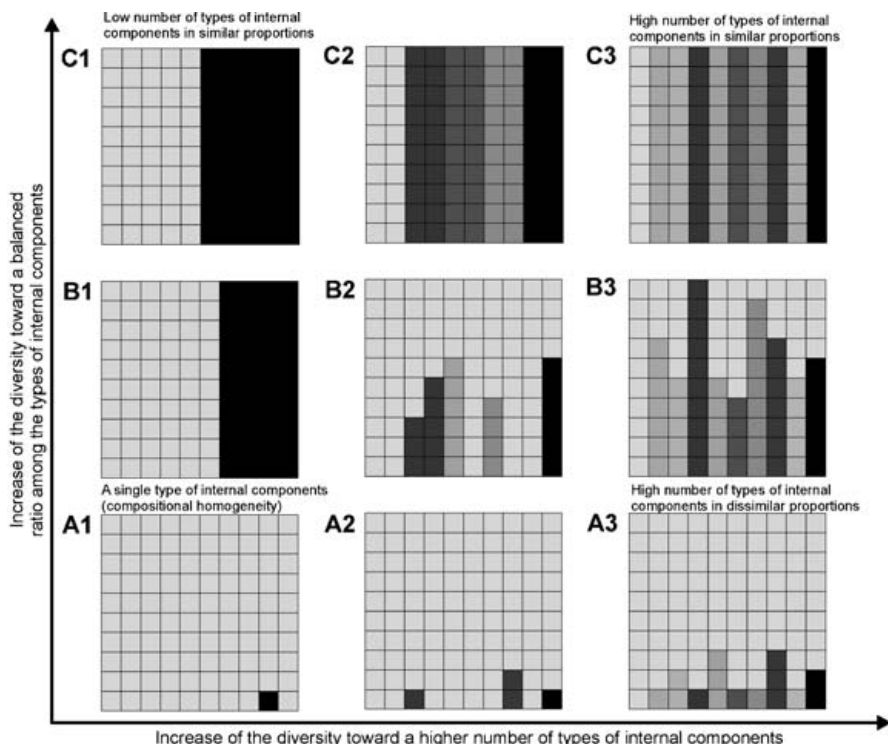 Low number of types of internal
components in similar proportions
High number of types of internal
components in similar proportions
C1
C2
C3
B1
B2
B3
A single type of internal components
(compositional homogeneity)
High number of types of internal
components in dissimilar proportions
A1
A2
A3
Increase of the diversity toward a balanced
ratio among the types of internal components
Increase of the diversity toward a higher number of types of internal components